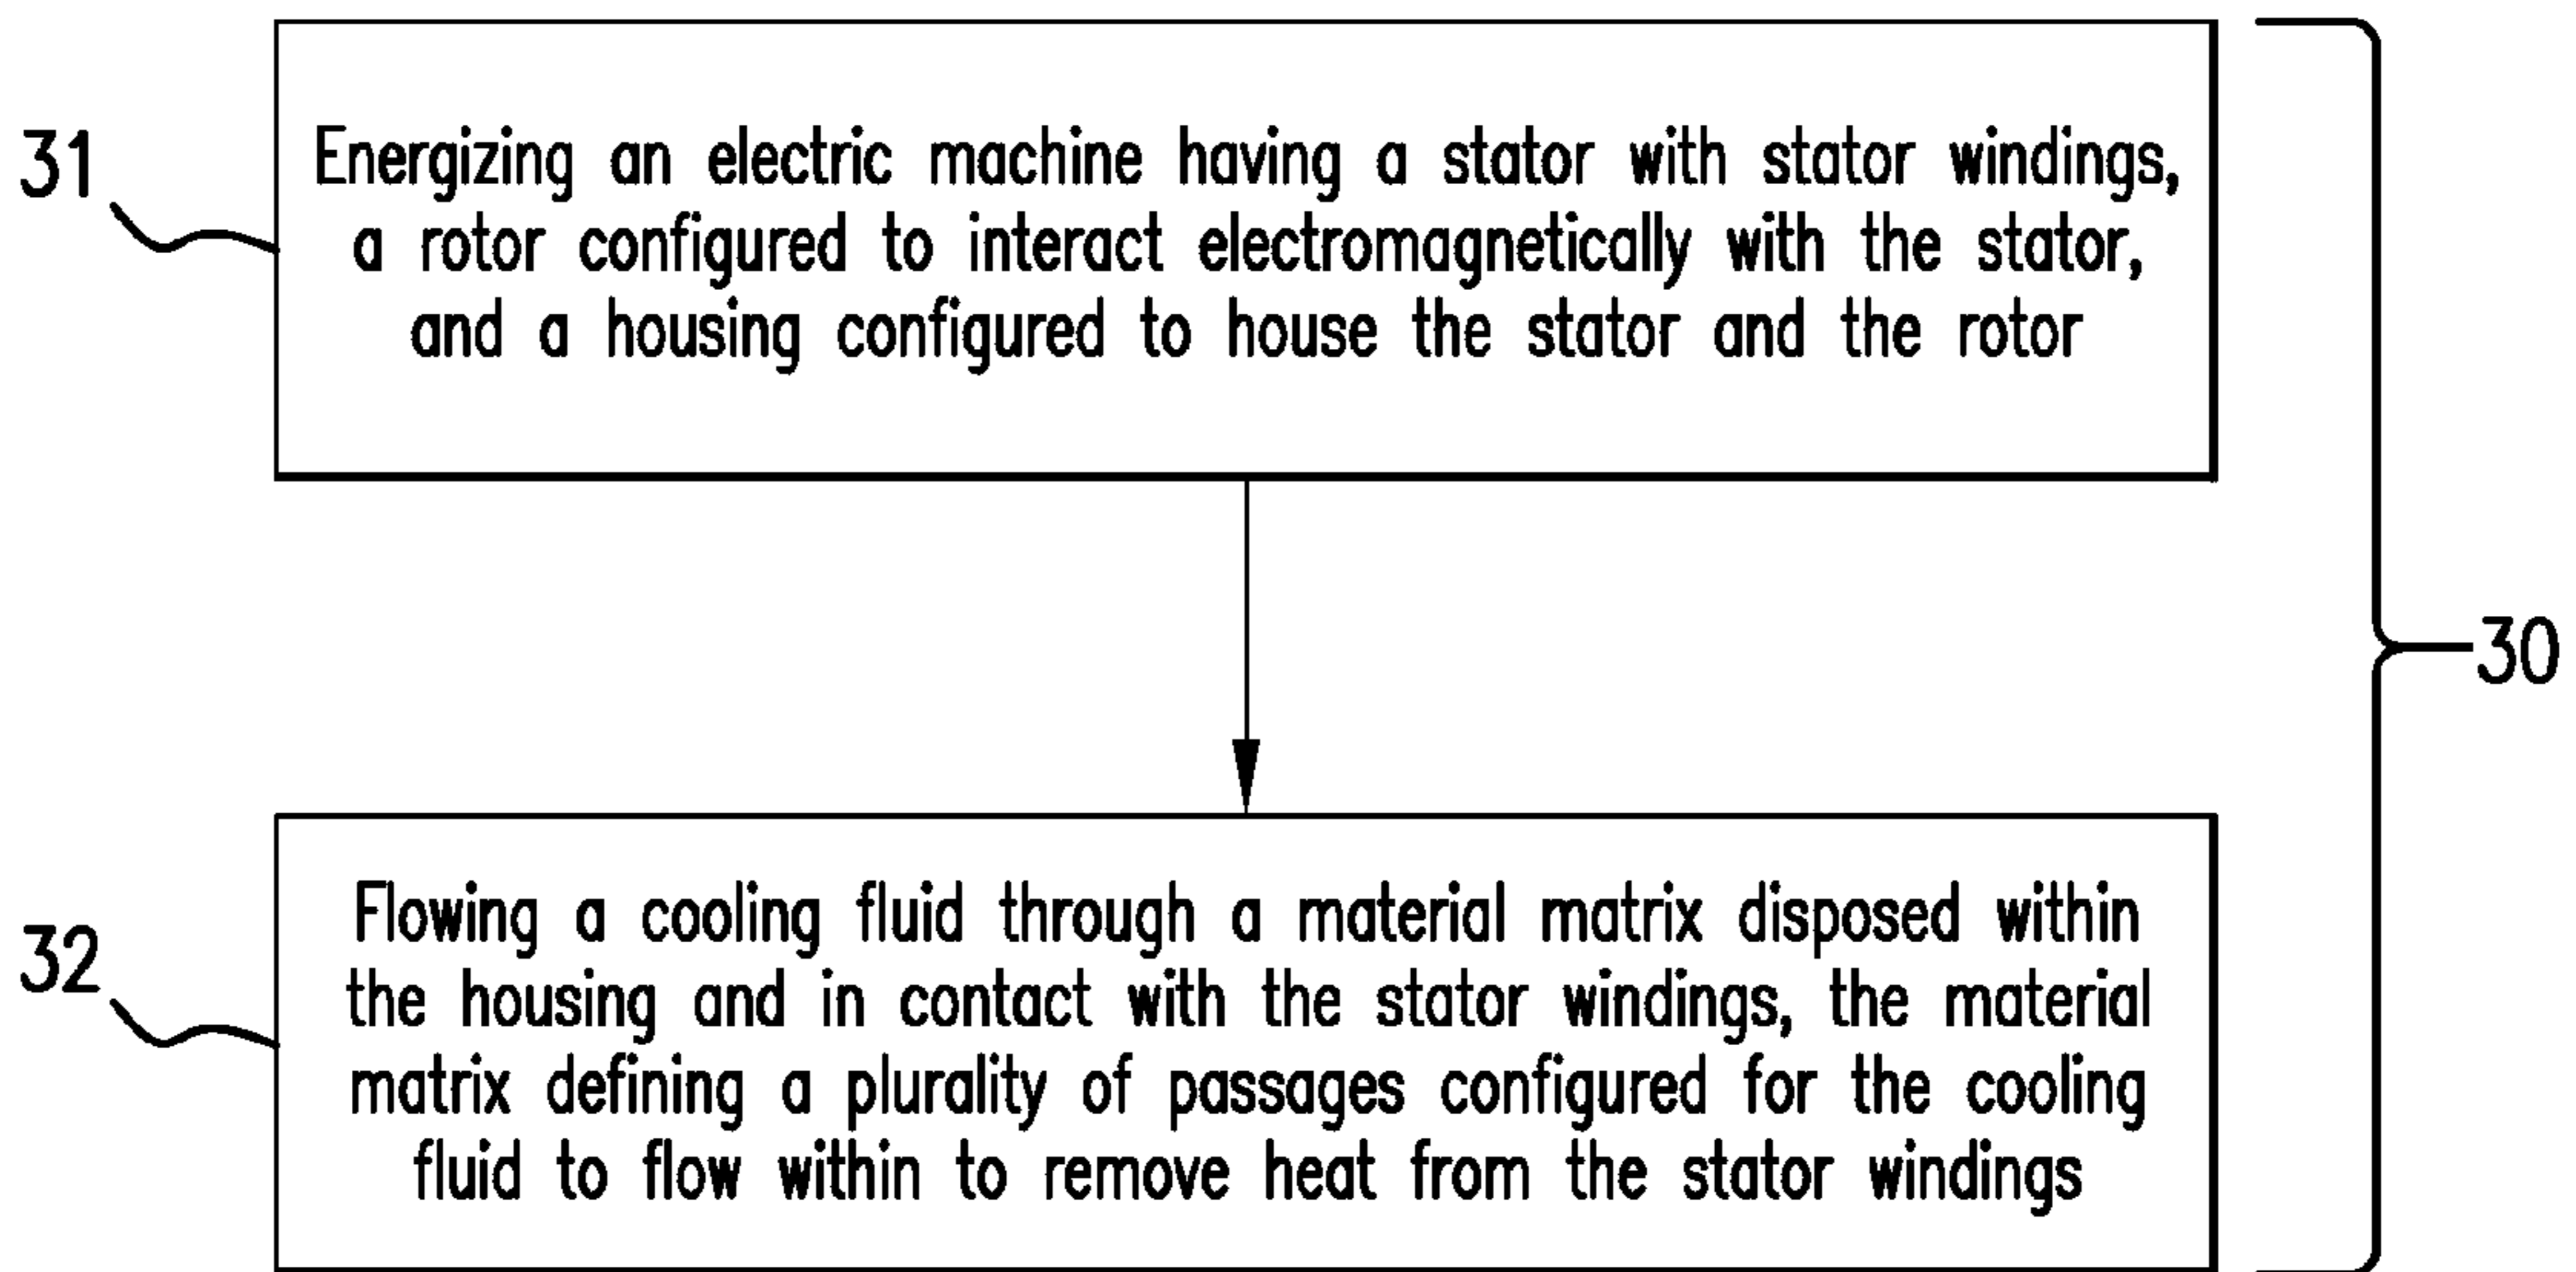 31
Energizing an electric machine having a stator with stator windings,
a rotor configured to interact electromagnetically with the stator,
and a housing configured to house the stator and the rotor
30
32
Flowing a cooling fluid through a material matrix disposed within
the housing and in contact with the stator windings, the material
matrix defining a plurality of passages configured for the cooling
fluid to flow within to remove heat from the stator windings